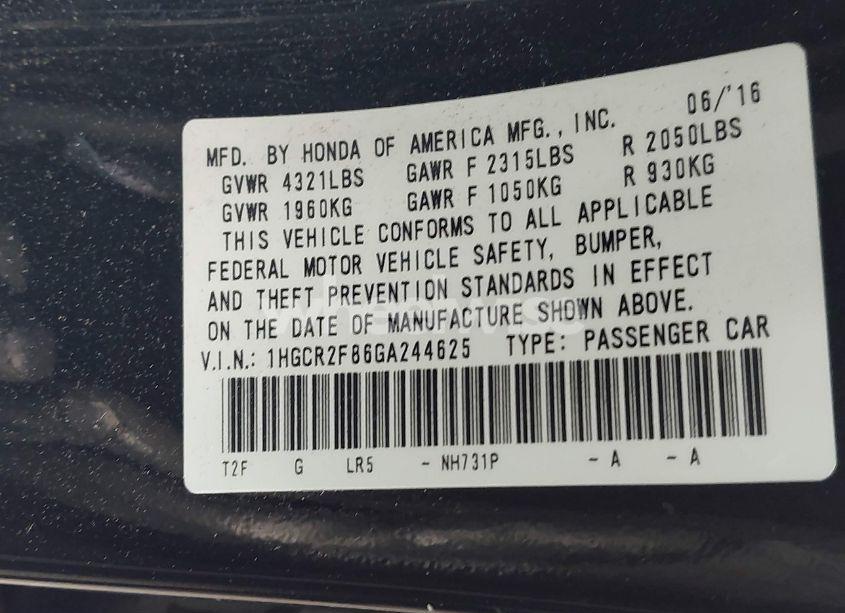 06/'16
MFD. BY HONDA OF AMERICA MFG., INC.
GVWR 4321LBS GAWR F 2315LBS R 2050LBS
GVWR 1960KG GAWR F 1050KG R 930KG
THIS VEHICLE CONFORMS TO ALL APPLICABLE
FEDERAL MOTOR VEHICLE SAFETY, BUMPER,
AND THEFT PREVENTION STANDARDS IN EFFECT
ON THE DATE OF MANUFACTURE SHOWN ABOVE.
V.I.N.: 1HGCR2F86GA244625 TYPE: PASSENGER CAR
T2F G LR5 - NH731P - A - A